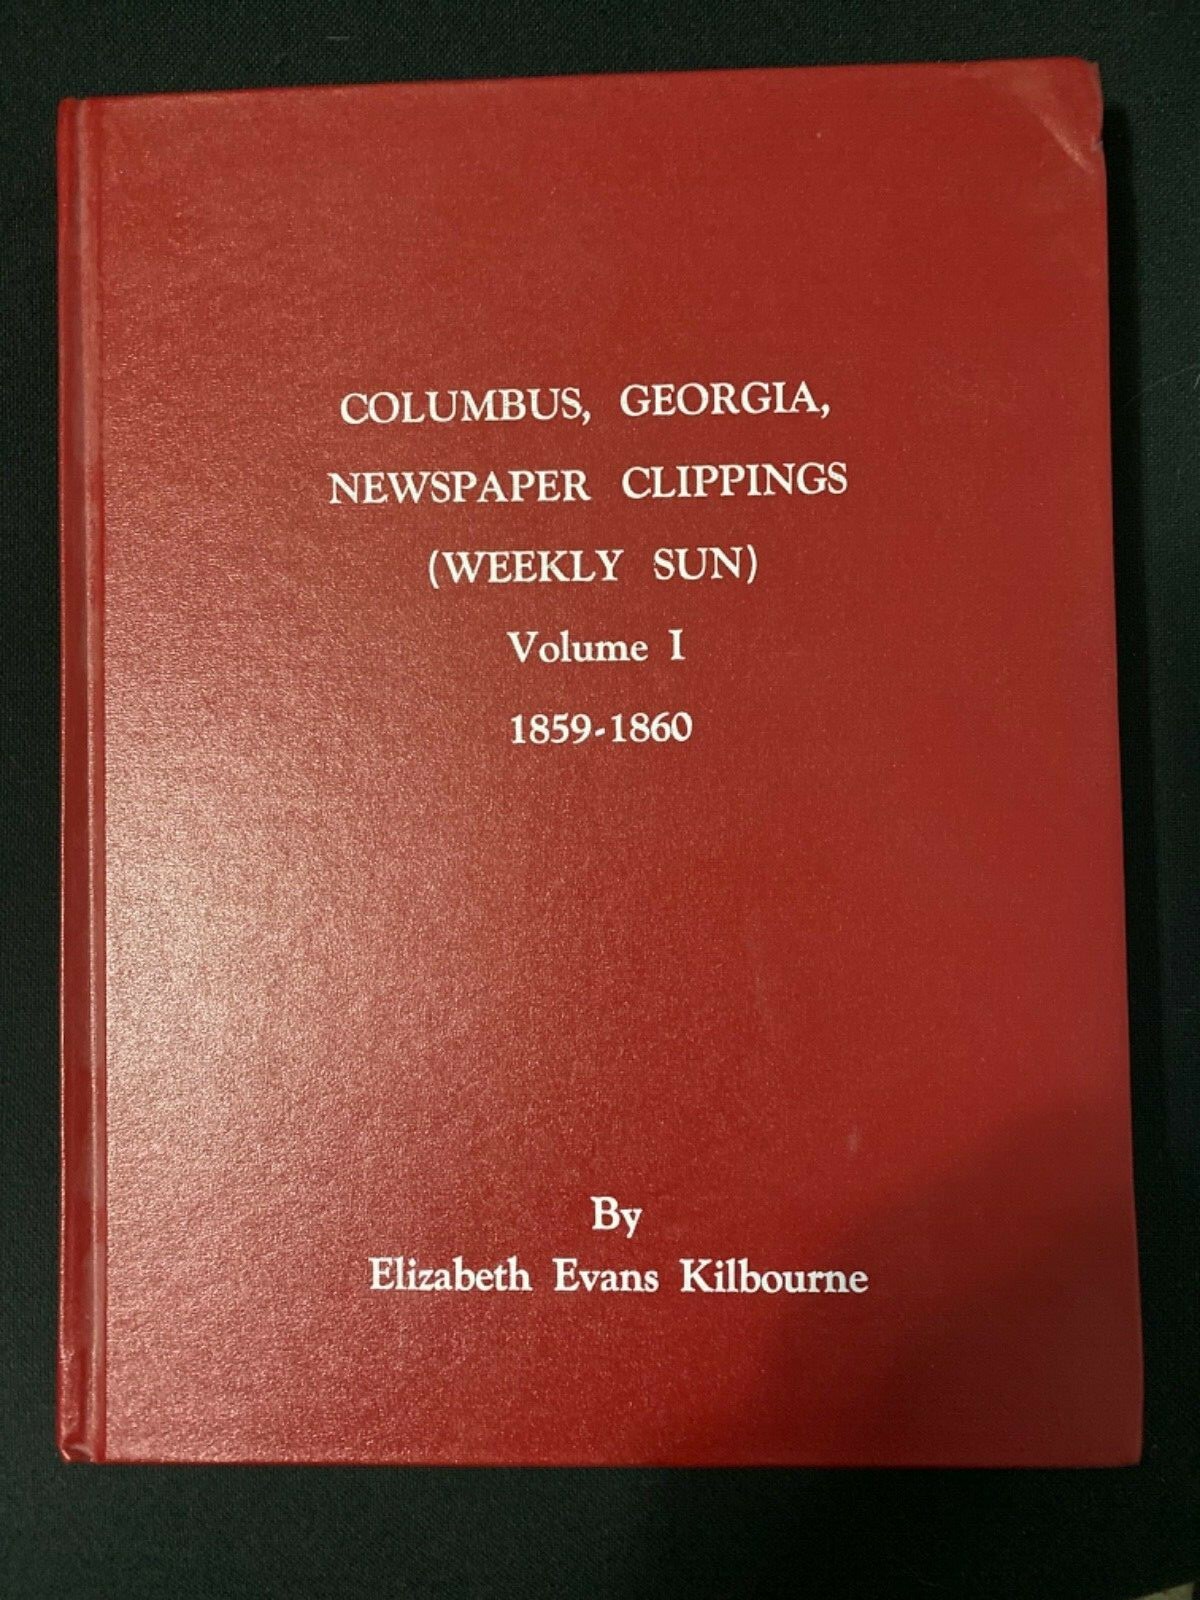 COLUMBUS, GEORGIA,
NEWSPAPER CLIPPINGS
(WEEKLY SUN)
Volume I
1859-1860
By
Elizabeth Evans Kilbourne